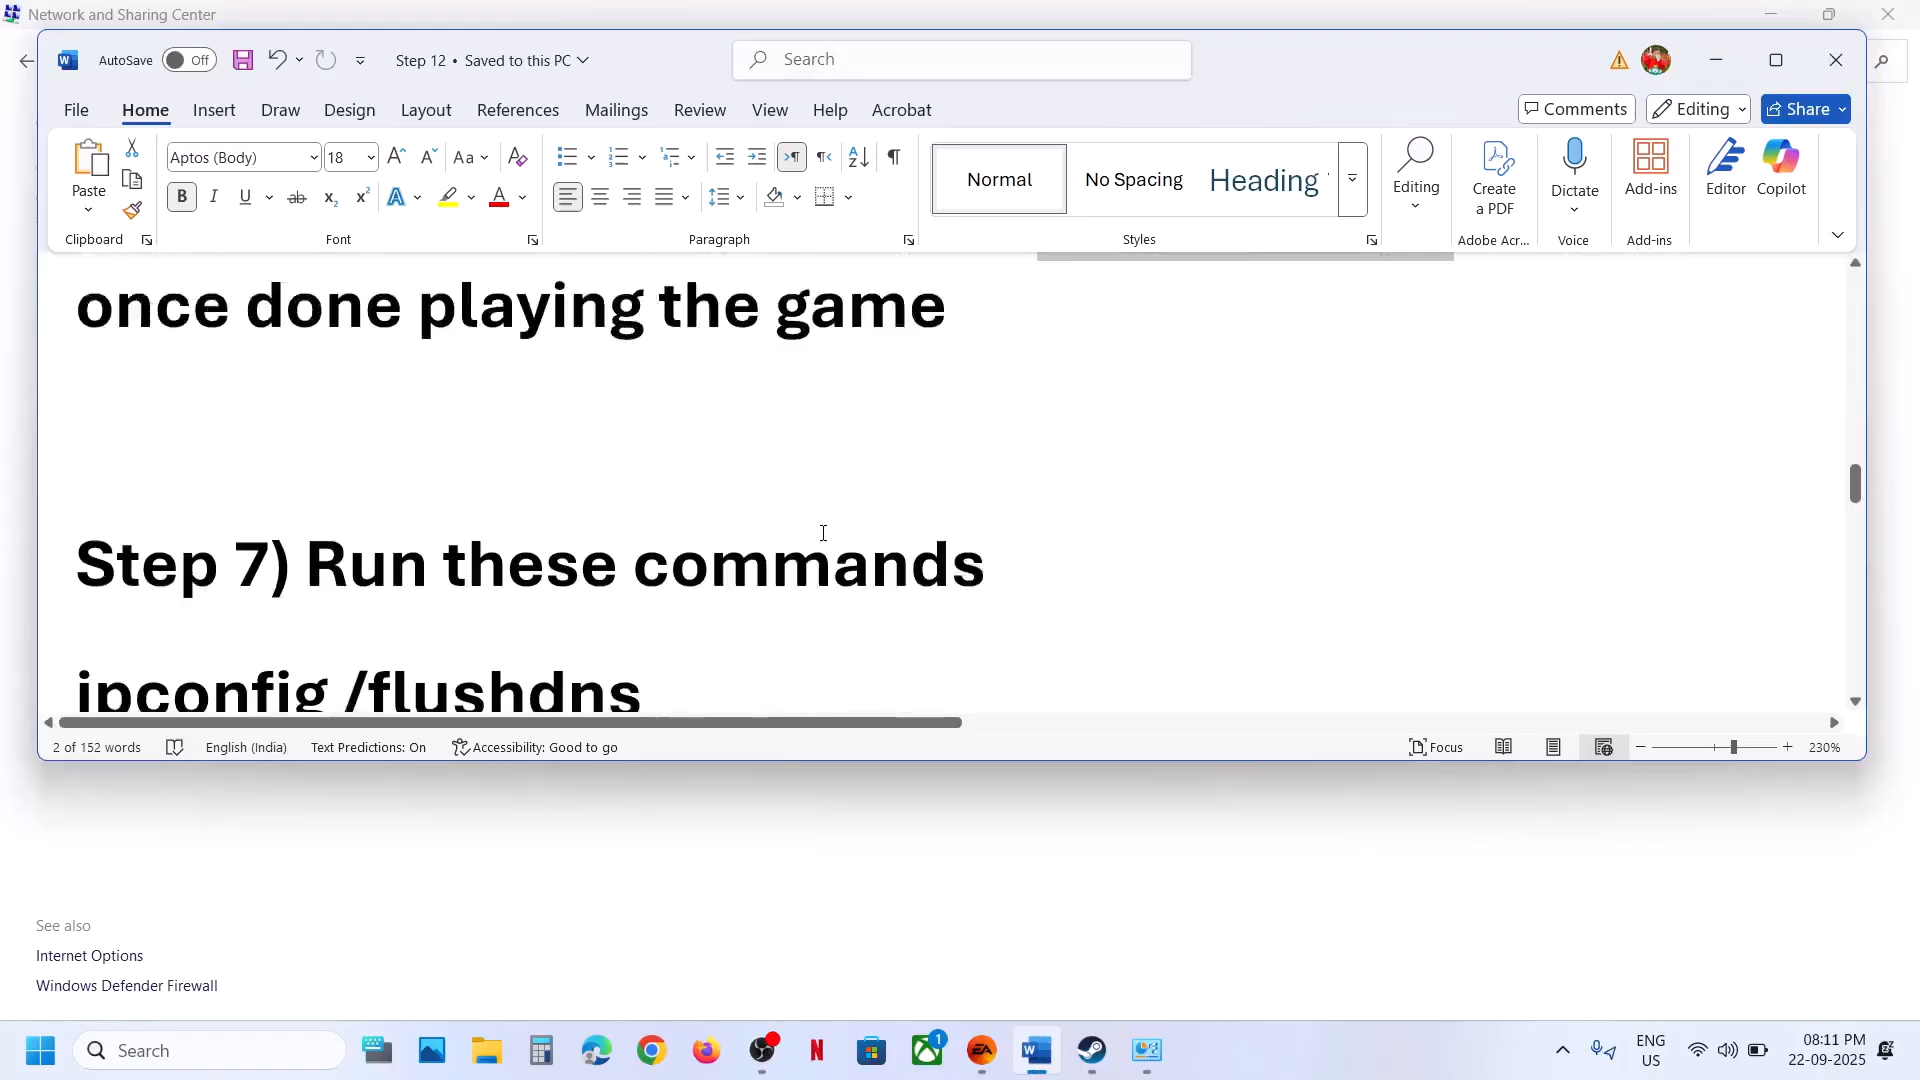 Network and Sharing Center
AutoSave Off Step 12 • Saved to this PC Search
File Home Insert Draw Design Layout References Mailings Review View Help Acrobat Comments Editing Share
Paste Aptos (Body) 18 Normal No Spacing Heading Editing Create a PDF Dictate Add-ins Editor Copilot
Clipboard Font Paragraph Styles Adobe Acr... Voice Add-ins
once done playing the game
Step 7) Run these commands
ipconfig /flushdns
2 of 152 words English (India) Text Predictions: On Accessibility: Good to go Focus 230%
See also
Internet Options
Windows Defender Firewall
Search 1 ENG US 08:11 PM 22-09-2025